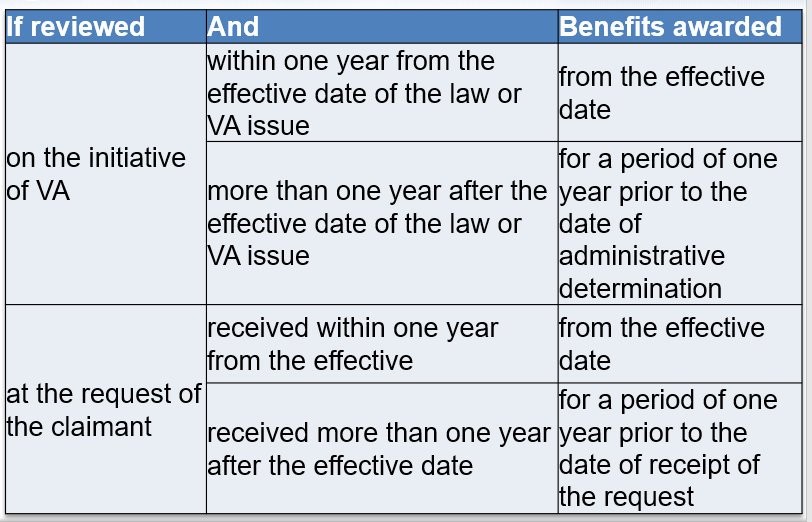 If reviewed And Benefits awarded
on the initiative
of VA
within one year from the
effective date of the law or
VA issue
from the effective
date
more than one year after the
effective date of the law or
VA issue
for a period of one
year prior to the
date of
administrative
determination
at the request of
the claimant
received within one year
from the effective
from the effective
date
received more than one year
after the effective date
for a period of one
year prior to the
date of receipt of
the request